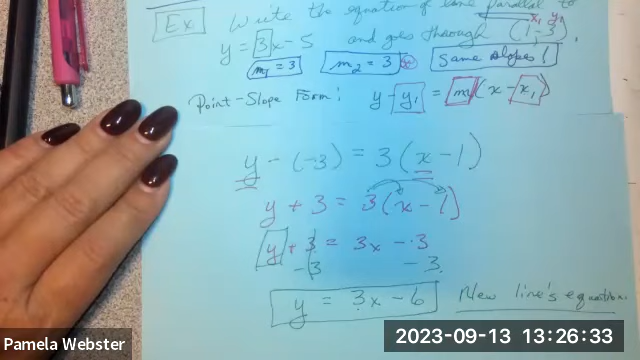 Ex Write the equation of line parallel to
y = 3x - 5 and goes through (1, -3).
x₁ y₁
m₁ = 3 m₂ = 3 Same slopes!
Point-Slope Form: y - y₁ = m(x - x₁)
y - (-3) = 3(x - 1)
y + 3 = 3(x - 1)
y + 3 = 3x - 3
-3 - 3
y = 3x - 6 New line's equation.
Pamela Webster
2023-09-13 13:26:33